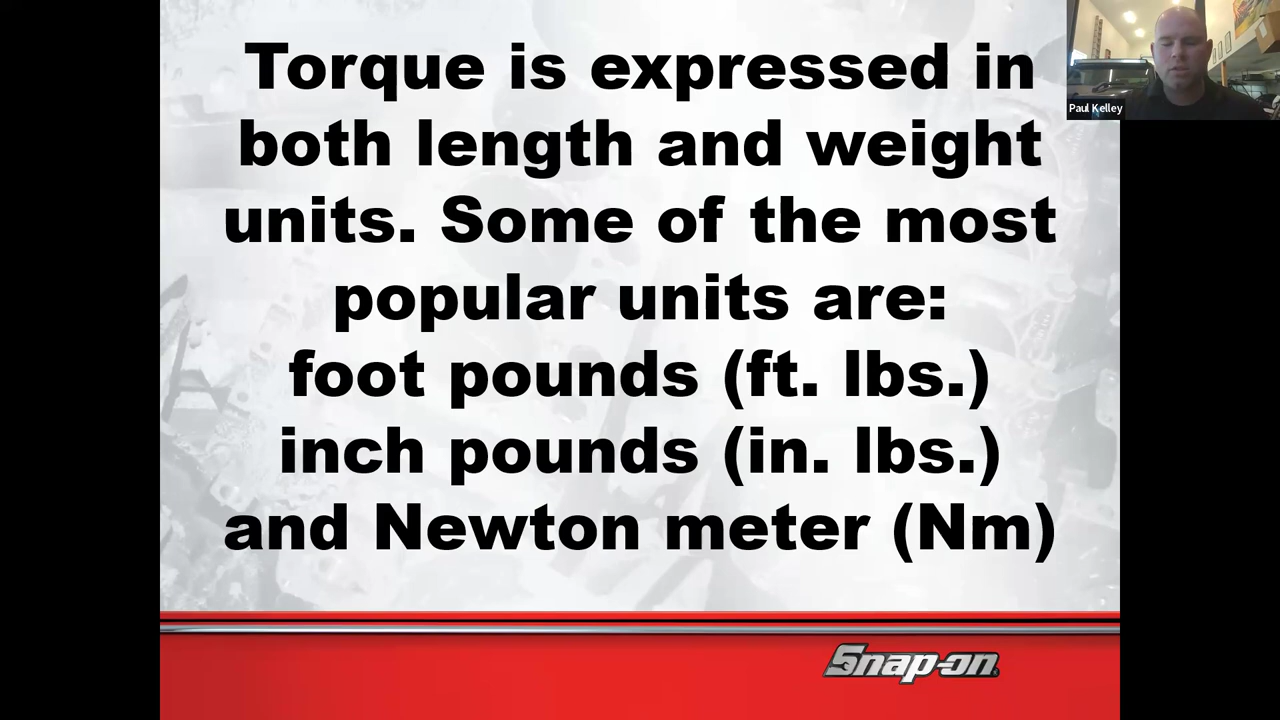 Torque is expressed in
both length and weight
units. Some of the most
popular units are:
foot pounds (ft. lbs.)
inch pounds (in. lbs.)
and Newton meter (Nm)
Paul Kelley
Snap-on